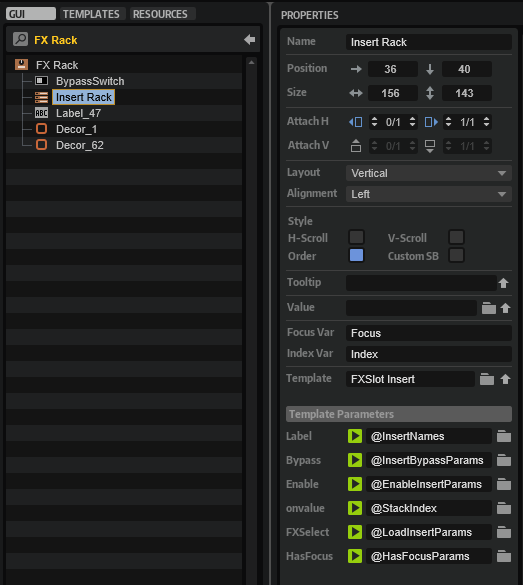 GUI TEMPLATES RESOURCES
FX Rack
FX Rack
BypassSwitch
Insert Rack
ABC Label_47
Decor_1
Decor_62
PROPERTIES
Name Insert Rack
Position 36 40
Size 156 143
Attach H 0/1 1/1
Attach V 0/1 1/1
Layout Vertical
Alignment Left
Style
H-Scroll V-Scroll
Order Custom SB
Tooltip
Value
Focus Var Focus
Index Var Index
Template FXSlot Insert
Template Parameters
Label @InsertNames
Bypass @InsertBypassParams
Enable @EnableInsertParams
onvalue @StackIndex
FXSelect @LoadInsertParams
HasFocus @HasFocusParams